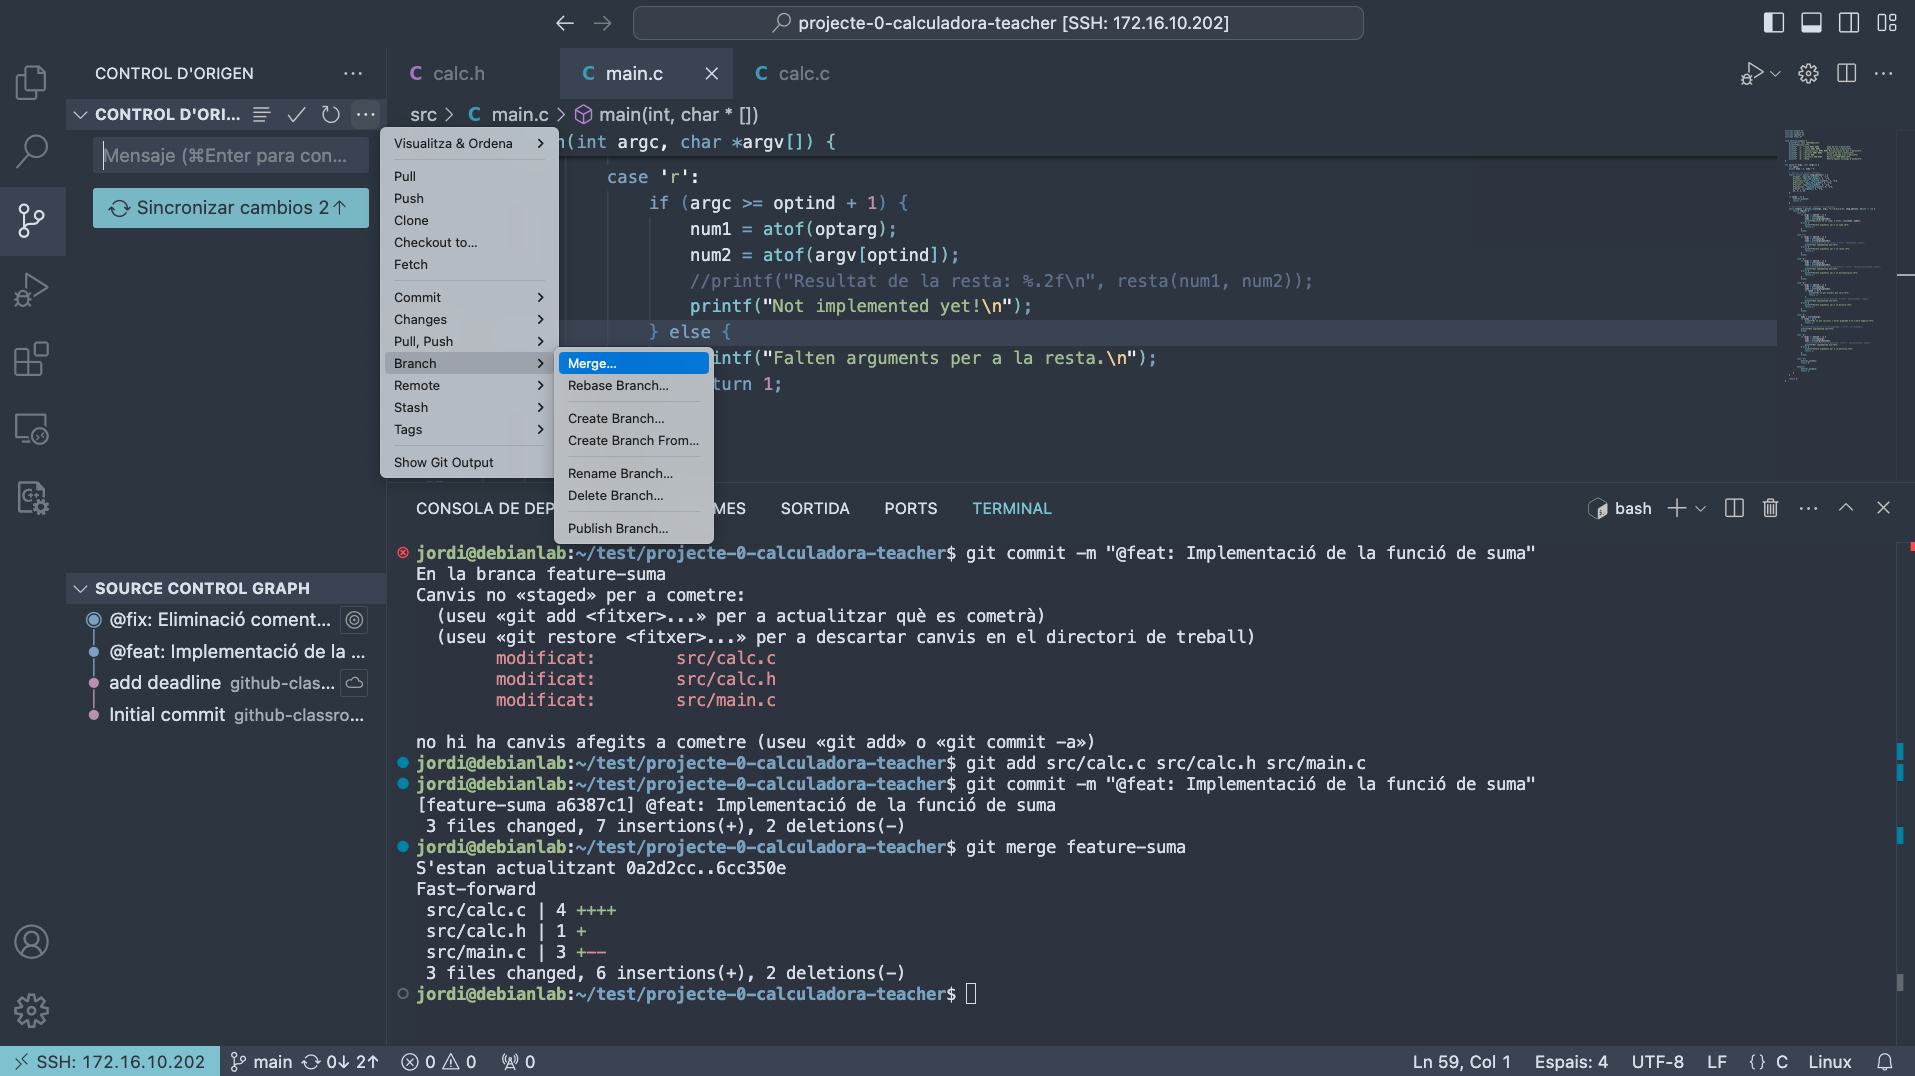 projecte-0-calculadora-teacher [SSH: 172.16.10.202]
CONTROL D'ORIGEN
CONTROL D'ORI...
Mensaje (⌘Enter para con...
Sincronizar cambios 2↑
calc.h
main.c
calc.c
src > C main.c > main(int, char * [])
Visualitza & Ordena
Pull
Push
Clone
Checkout to...
Fetch
Commit
Changes
Pull, Push
Branch
Remote
Stash
Tags
Show Git Output
Merge...
Rebase Branch...
Create Branch...
Create Branch From...
Rename Branch...
Delete Branch...
Publish Branch...
(int argc, char *argv[]) {
case 'r':
if (argc >= optind + 1) {
num1 = atof(optarg);
num2 = atof(argv[optind]);
//printf("Resultat de la resta: %.2f\n", resta(num1, num2));
printf("Not implemented yet!\n");
} else {
intf("Falten arguments per a la resta.\n");
turn 1;
CONSOLA DE DEP
MES
SORTIDA
PORTS
TERMINAL
bash
jordi@debianlab:~/test/projecte-0-calculadora-teacher$ git commit -m "@feat: Implementació de la funció de suma"
En la branca feature-suma
Canvis no «staged» per a cometre:
(useu «git add <fitxer>...» per a actualitzar què es cometrà)
(useu «git restore <fitxer>...» per a descartar canvis en el directori de treball)
modificat: src/calc.c
modificat: src/calc.h
modificat: src/main.c
no hi ha canvis afegits a cometre (useu «git add» o «git commit -a»)
jordi@debianlab:~/test/projecte-0-calculadora-teacher$ git add src/calc.c src/calc.h src/main.c
jordi@debianlab:~/test/projecte-0-calculadora-teacher$ git commit -m "@feat: Implementació de la funció de suma"
[feature-suma a6387c1] @feat: Implementació de la funció de suma
3 files changed, 7 insertions(+), 2 deletions(-)
jordi@debianlab:~/test/projecte-0-calculadora-teacher$ git merge feature-suma
S'estan actualitzant 0a2d2cc..6cc350e
Fast-forward
src/calc.c | 4 ++++
src/calc.h | 1 +
src/main.c | 3 +--
3 files changed, 6 insertions(+), 2 deletions(-)
jordi@debianlab:~/test/projecte-0-calculadora-teacher$
SOURCE CONTROL GRAPH
@fix: Eliminació coment...
@feat: Implementació de la ...
add deadline github-clas...
Initial commit github-classro...
SSH: 172.16.10.202
main
0↓ 2↑
0
0
0
Ln 59, Col 1
Espais: 4
UTF-8
LF
{} C
Linux